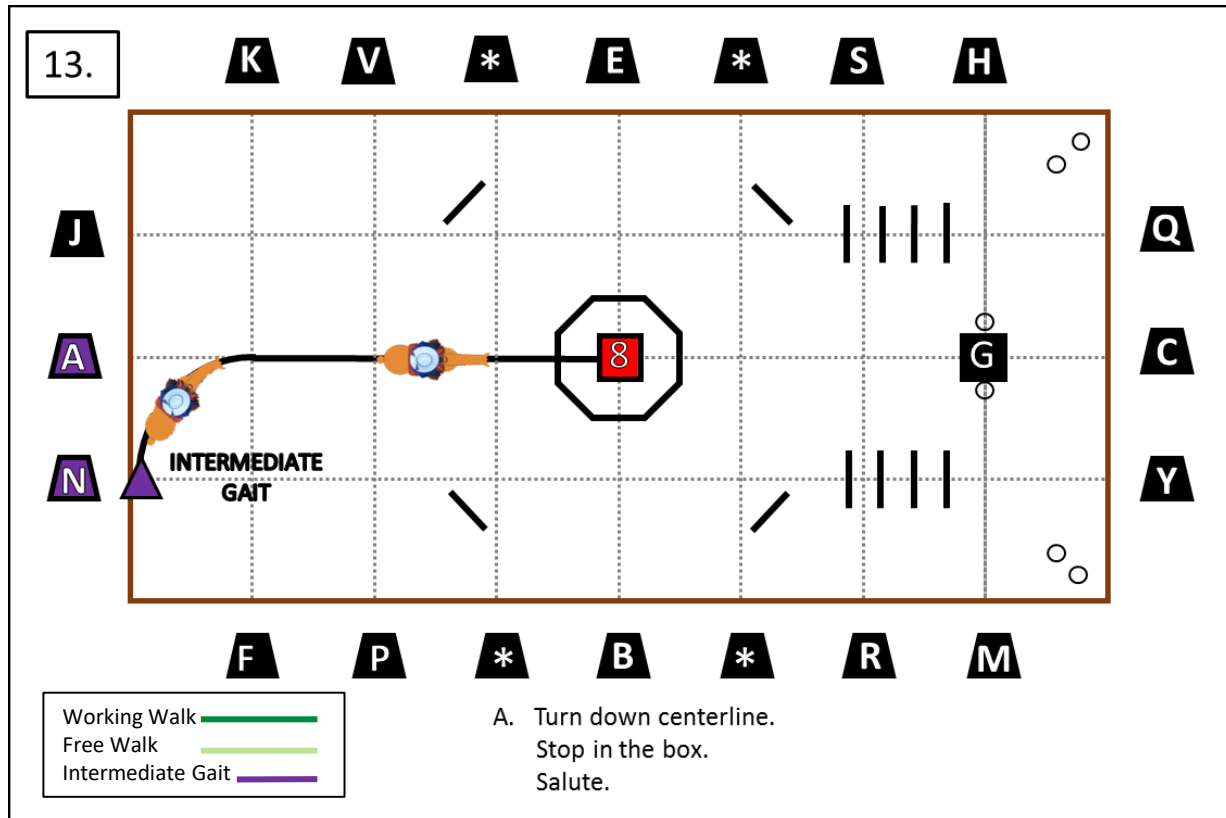 13.
K V * E * S H
J
Q
A
8
G
C
INTERMEDIATE
GAIT
N
Y
F P * B * R M
Working Walk
Free Walk
Intermediate Gait
A. Turn down centerline.
Stop in the box.
Salute.